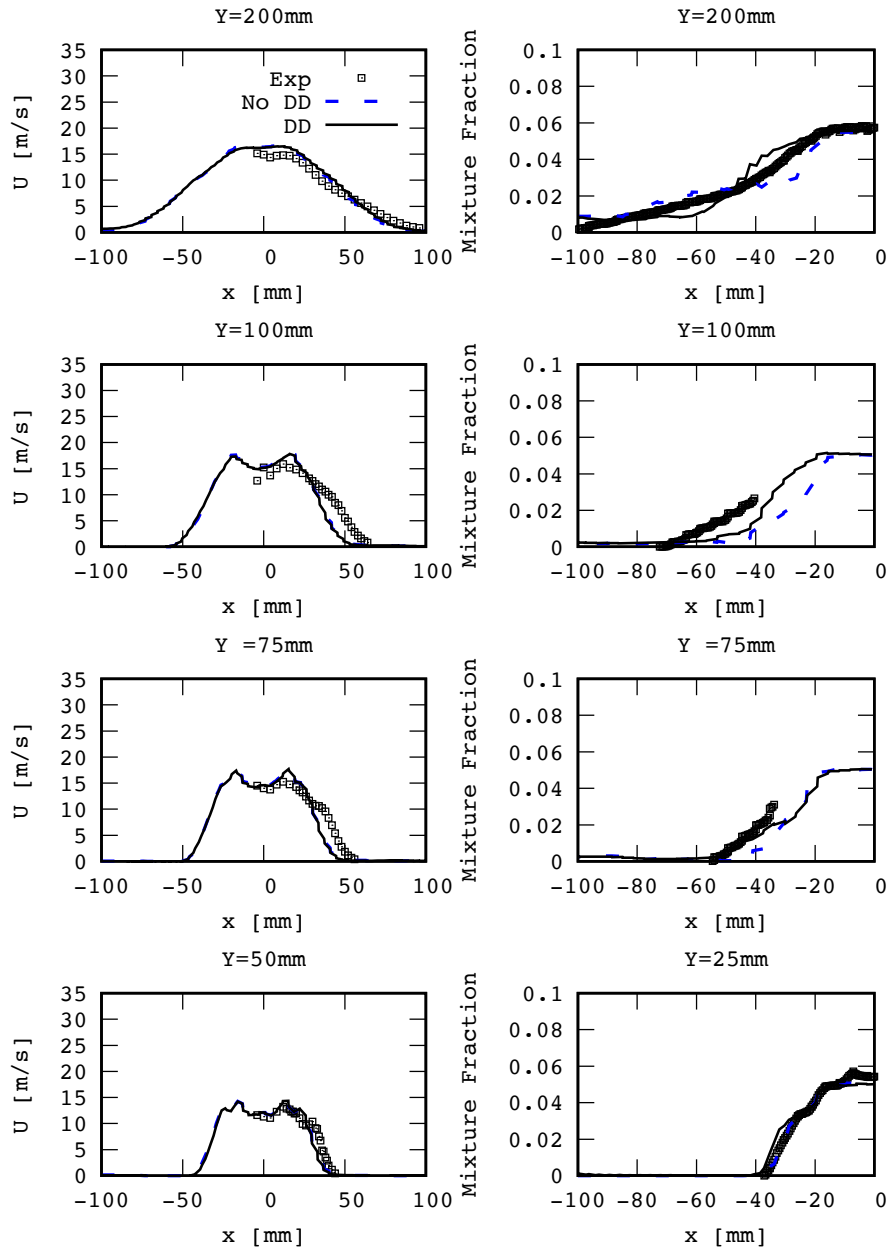 Y=200mm
U [m/s]
35
30
25
20
15
10
5
0
Exp
No DD
DD
−100 −50 0 50 100
x [mm]
Y=200mm
Mixture Fraction
0.1
0.08
0.06
0.04
0.02
0
−100 −80 −60 −40 −20 0
x [mm]
Y=100mm
U [m/s]
35
30
25
20
15
10
5
0
−100 −50 0 50 100
x [mm]
Y=100mm
Mixture Fraction
0.1
0.08
0.06
0.04
0.02
0
−100 −80 −60 −40 −20 0
x [mm]
Y =75mm
U [m/s]
35
30
25
20
15
10
5
0
−100 −50 0 50 100
x [mm]
Y =75mm
Mixture Fraction
0.1
0.08
0.06
0.04
0.02
0
−100 −80 −60 −40 −20 0
x [mm]
Y=50mm
U [m/s]
35
30
25
20
15
10
5
0
−100 −50 0 50 100
x [mm]
Y=25mm
Mixture Fraction
0.1
0.08
0.06
0.04
0.02
0
−100 −80 −60 −40 −20 0
x [mm]